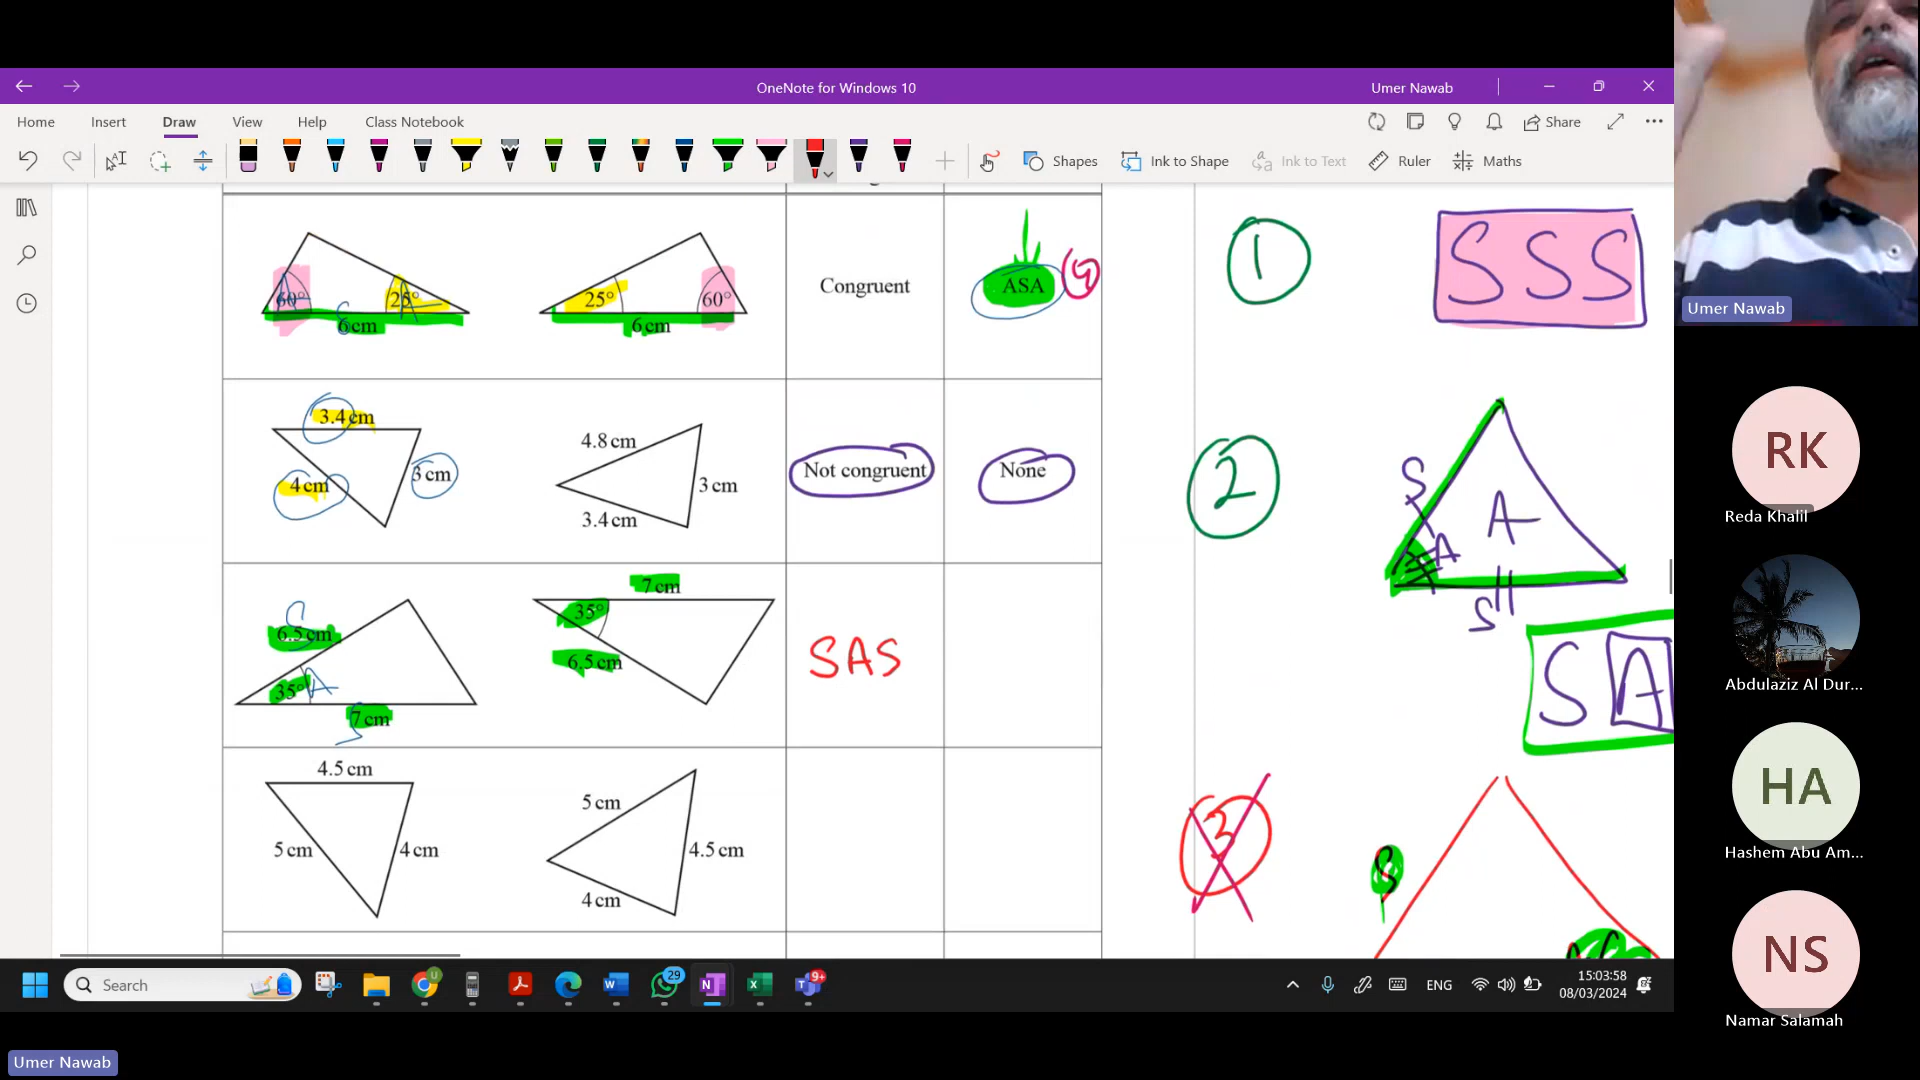 OneNote for Windows 10
Umer Nawab
Home Insert Draw View Help Class Notebook
Share
Shapes Ink to Shape Ink to Text Ruler Maths
60° A 25° A
S
6 cm
25° 60°
6 cm
Congruent
ASA
4
3.4 cm
4 cm
3 cm
4.8 cm
3 cm
3.4 cm
Not congruent
None
S
6.5 cm
35° A
7 cm
S
7 cm
35°
6.5 cm
SAS
4.5 cm
5 cm
4 cm
5 cm
4.5 cm
4 cm
1
SSS
2
S
A
A
S
SA
3
S
Umer Nawab
RK
Reda Khalil
Abdulaziz Al Dur...
HA
Hashem Abu Am...
NS
Namar Salamah
Search
29
9+
ENG
15:03:58
08/03/2024
Umer Nawab